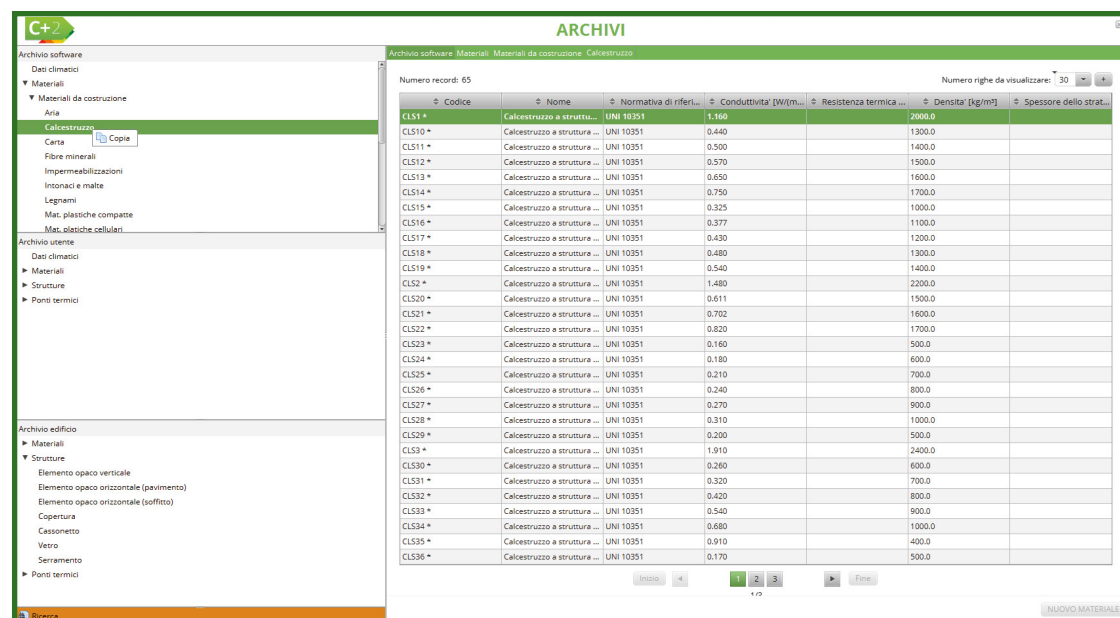 C+2
ARCHIVI
Archivio software
Dati climatici
Materiali
Materiali da costruzione
Aria
Calcestruzzo
Copia
Carta
Fibre minerali
Impermeabilizzazioni
Intonaci e malte
Legnami
Mat. plastiche compatte
Mat. platiche cellulari
Archivio utente
Dati climatici
Materiali
Strutture
Ponti termici
Archivio edificio
Materiali
Strutture
Elemento opaco verticale
Elemento opaco orizzontale (pavimento)
Elemento opaco orizzontale (soffitto)
Copertura
Cassonetto
Vetro
Serramento
Ponti termici
Ricerca
Archivio software Materiali Materiali da costruzione Calcestruzzo
Numero record: 65 Numero righe da visualizzare: 30 +
Codice Nome Normativa di riferi... Conduttivita' [W/(m... Resistenza termica ... Densita' [kg/m³] Spessore dello strat...
CLS1 * Calcestruzzo a struttu... UNI 10351 1.160 2000.0
CLS10 * Calcestruzzo a struttura ... UNI 10351 0.440 1300.0
CLS11 * Calcestruzzo a struttura ... UNI 10351 0.500 1400.0
CLS12 * Calcestruzzo a struttura ... UNI 10351 0.570 1500.0
CLS13 * Calcestruzzo a struttura ... UNI 10351 0.650 1600.0
CLS14 * Calcestruzzo a struttura ... UNI 10351 0.750 1700.0
CLS15 * Calcestruzzo a struttura ... UNI 10351 0.325 1000.0
CLS16 * Calcestruzzo a struttura ... UNI 10351 0.377 1100.0
CLS17 * Calcestruzzo a struttura ... UNI 10351 0.430 1200.0
CLS18 * Calcestruzzo a struttura ... UNI 10351 0.480 1300.0
CLS19 * Calcestruzzo a struttura ... UNI 10351 0.540 1400.0
CLS2 * Calcestruzzo a struttura ... UNI 10351 1.480 2200.0
CLS20 * Calcestruzzo a struttura ... UNI 10351 0.611 1500.0
CLS21 * Calcestruzzo a struttura ... UNI 10351 0.702 1600.0
CLS22 * Calcestruzzo a struttura ... UNI 10351 0.820 1700.0
CLS23 * Calcestruzzo a struttura ... UNI 10351 0.160 500.0
CLS24 * Calcestruzzo a struttura ... UNI 10351 0.180 600.0
CLS25 * Calcestruzzo a struttura ... UNI 10351 0.210 700.0
CLS26 * Calcestruzzo a struttura ... UNI 10351 0.240 800.0
CLS27 * Calcestruzzo a struttura ... UNI 10351 0.270 900.0
CLS28 * Calcestruzzo a struttura ... UNI 10351 0.310 1000.0
CLS29 * Calcestruzzo a struttura ... UNI 10351 0.200 500.0
CLS3 * Calcestruzzo a struttura ... UNI 10351 1.910 2400.0
CLS30 * Calcestruzzo a struttura ... UNI 10351 0.260 600.0
CLS31 * Calcestruzzo a struttura ... UNI 10351 0.320 700.0
CLS32 * Calcestruzzo a struttura ... UNI 10351 0.420 800.0
CLS33 * Calcestruzzo a struttura ... UNI 10351 0.540 900.0
CLS34 * Calcestruzzo a struttura ... UNI 10351 0.680 1000.0
CLS35 * Calcestruzzo a struttura ... UNI 10351 0.910 400.0
CLS36 * Calcestruzzo a struttura ... UNI 10351 0.170 500.0
Inizio 1 2 3 Fine
1/3
NUOVO MATERIALE